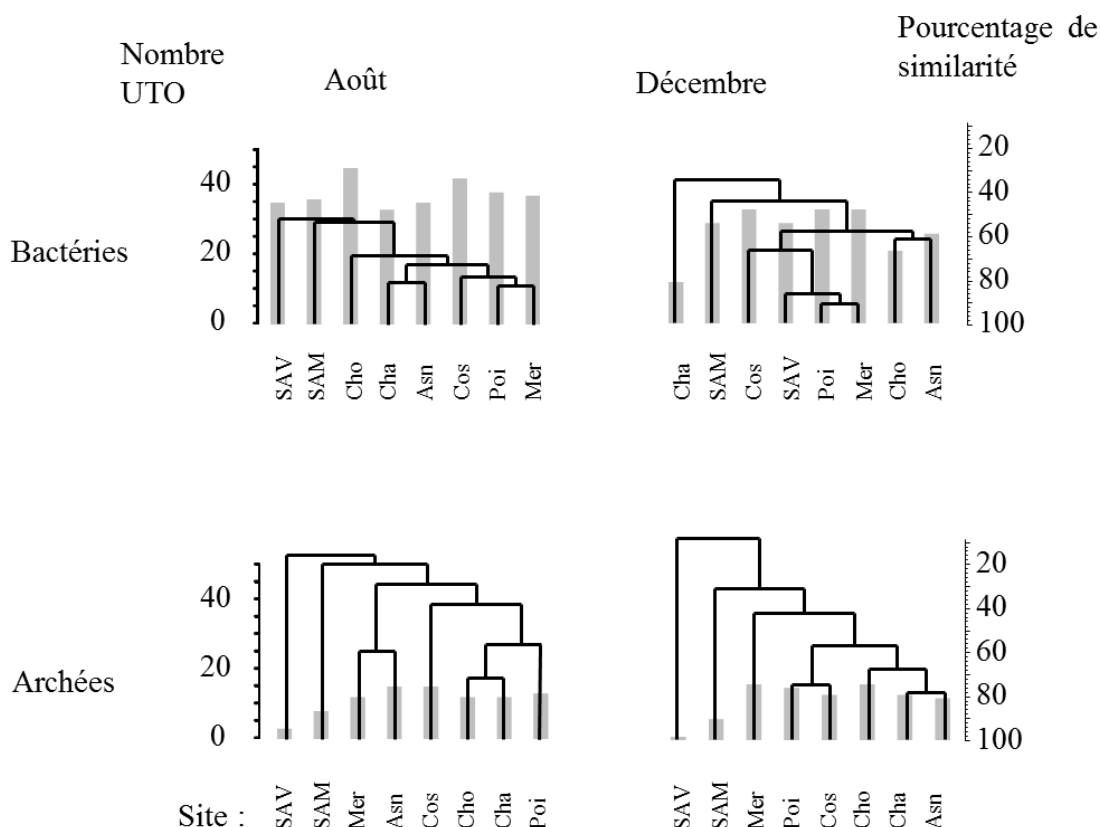 Nombre
UTO
Août
Décembre
Pourcentage de
similarité
Bactéries
40
20
0
20
40
60
80
100
SAV SAM Cho Cha Asn Cos Poi Mer
Cha SAM Cos SAV Poi Mer Cho Asn
Archées
40
20
0
20
40
60
80
100
Site : SAV SAM Mer Asn Cos Cho Cha Poi
SAV SAM Mer Poi Cos Cho Cha Asn